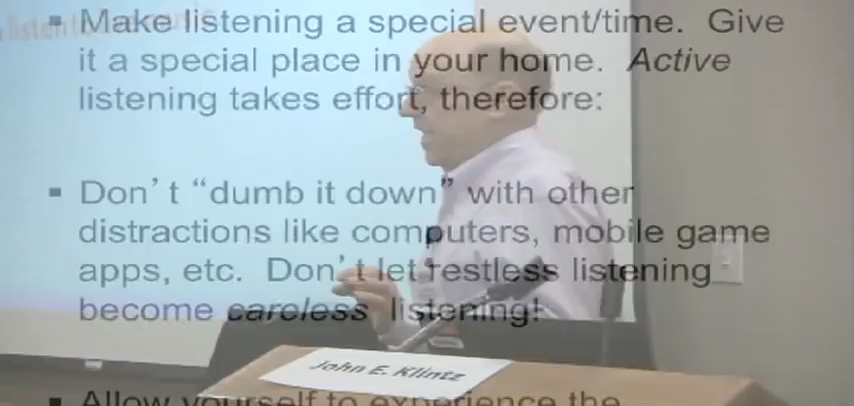 listen to
▪ Make listening a special event/time.  Give
it a special place in your home.  Active
listening takes effort, therefore:
▪ Don't “dumb it down” with other
distractions like computers, mobile game
apps, etc.  Don't let restless listening
become careless listening!
John E. Klintz
▪ Allow yourself to experience the